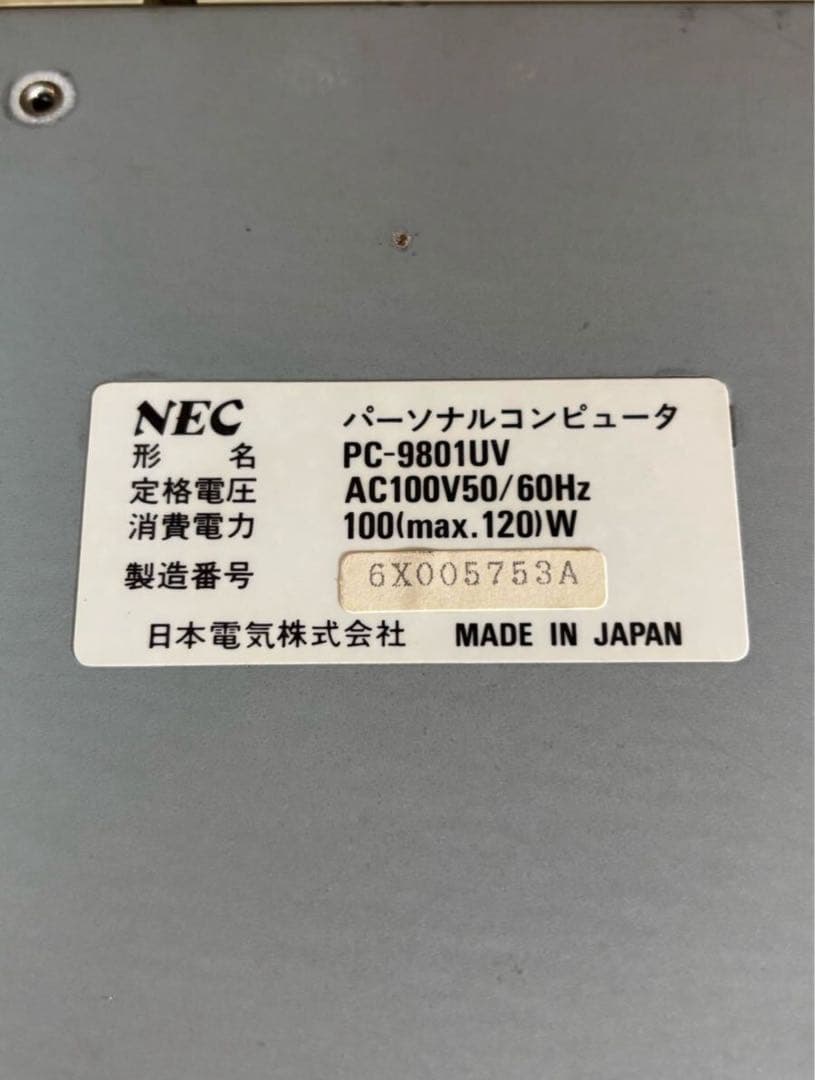 NEC パーソナルコンピュータ
形名 PC-9801UV
定格電圧 AC100V50/60Hz
消費電力 100(max.120)W
製造番号 6X005753A
日本電気株式会社 MADE IN JAPAN